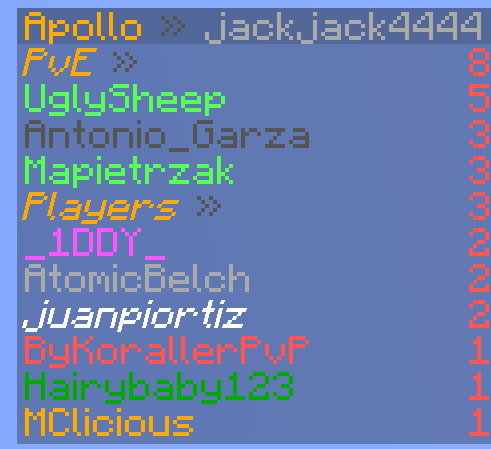 Apollo » jackjack4444
PvE » 8
UglySheep 5
Antonio_Garza 3
Mapietrzak 3
Players » 3
_1DDY_ 2
AtomicBelch 2
juanpiortiz 2
ByKorallerPvP 1
Hairybaby123 1
MClicious 1